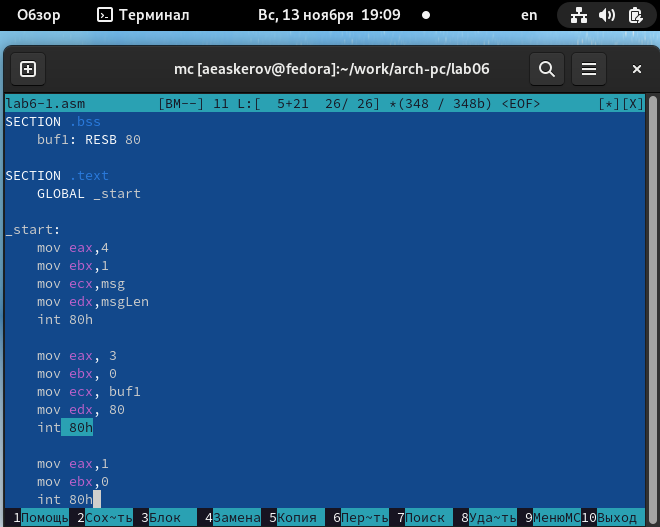 Обзор Терминал Вс, 13 ноября 19:09 en
mc [aeaskerov@fedora]:~/work/arch-pc/lab06
lab6-1.asm [BM--] 11 L:[ 5+21 26/ 26] *(348 / 348b) <EOF> [*][X]
SECTION .bss
buf1: RESB 80
SECTION .text
GLOBAL _start
_start:
mov eax,4
mov ebx,1
mov ecx,msg
mov edx,msgLen
int 80h
mov eax, 3
mov ebx, 0
mov ecx, buf1
mov edx, 80
int 80h
mov eax,1
mov ebx,0
int 80h
1Помощь 2Сох~ть 3Блок 4Замена 5Копия 6Пер~ть 7Поиск 8Уда~ть 9МенюMC 10Выход